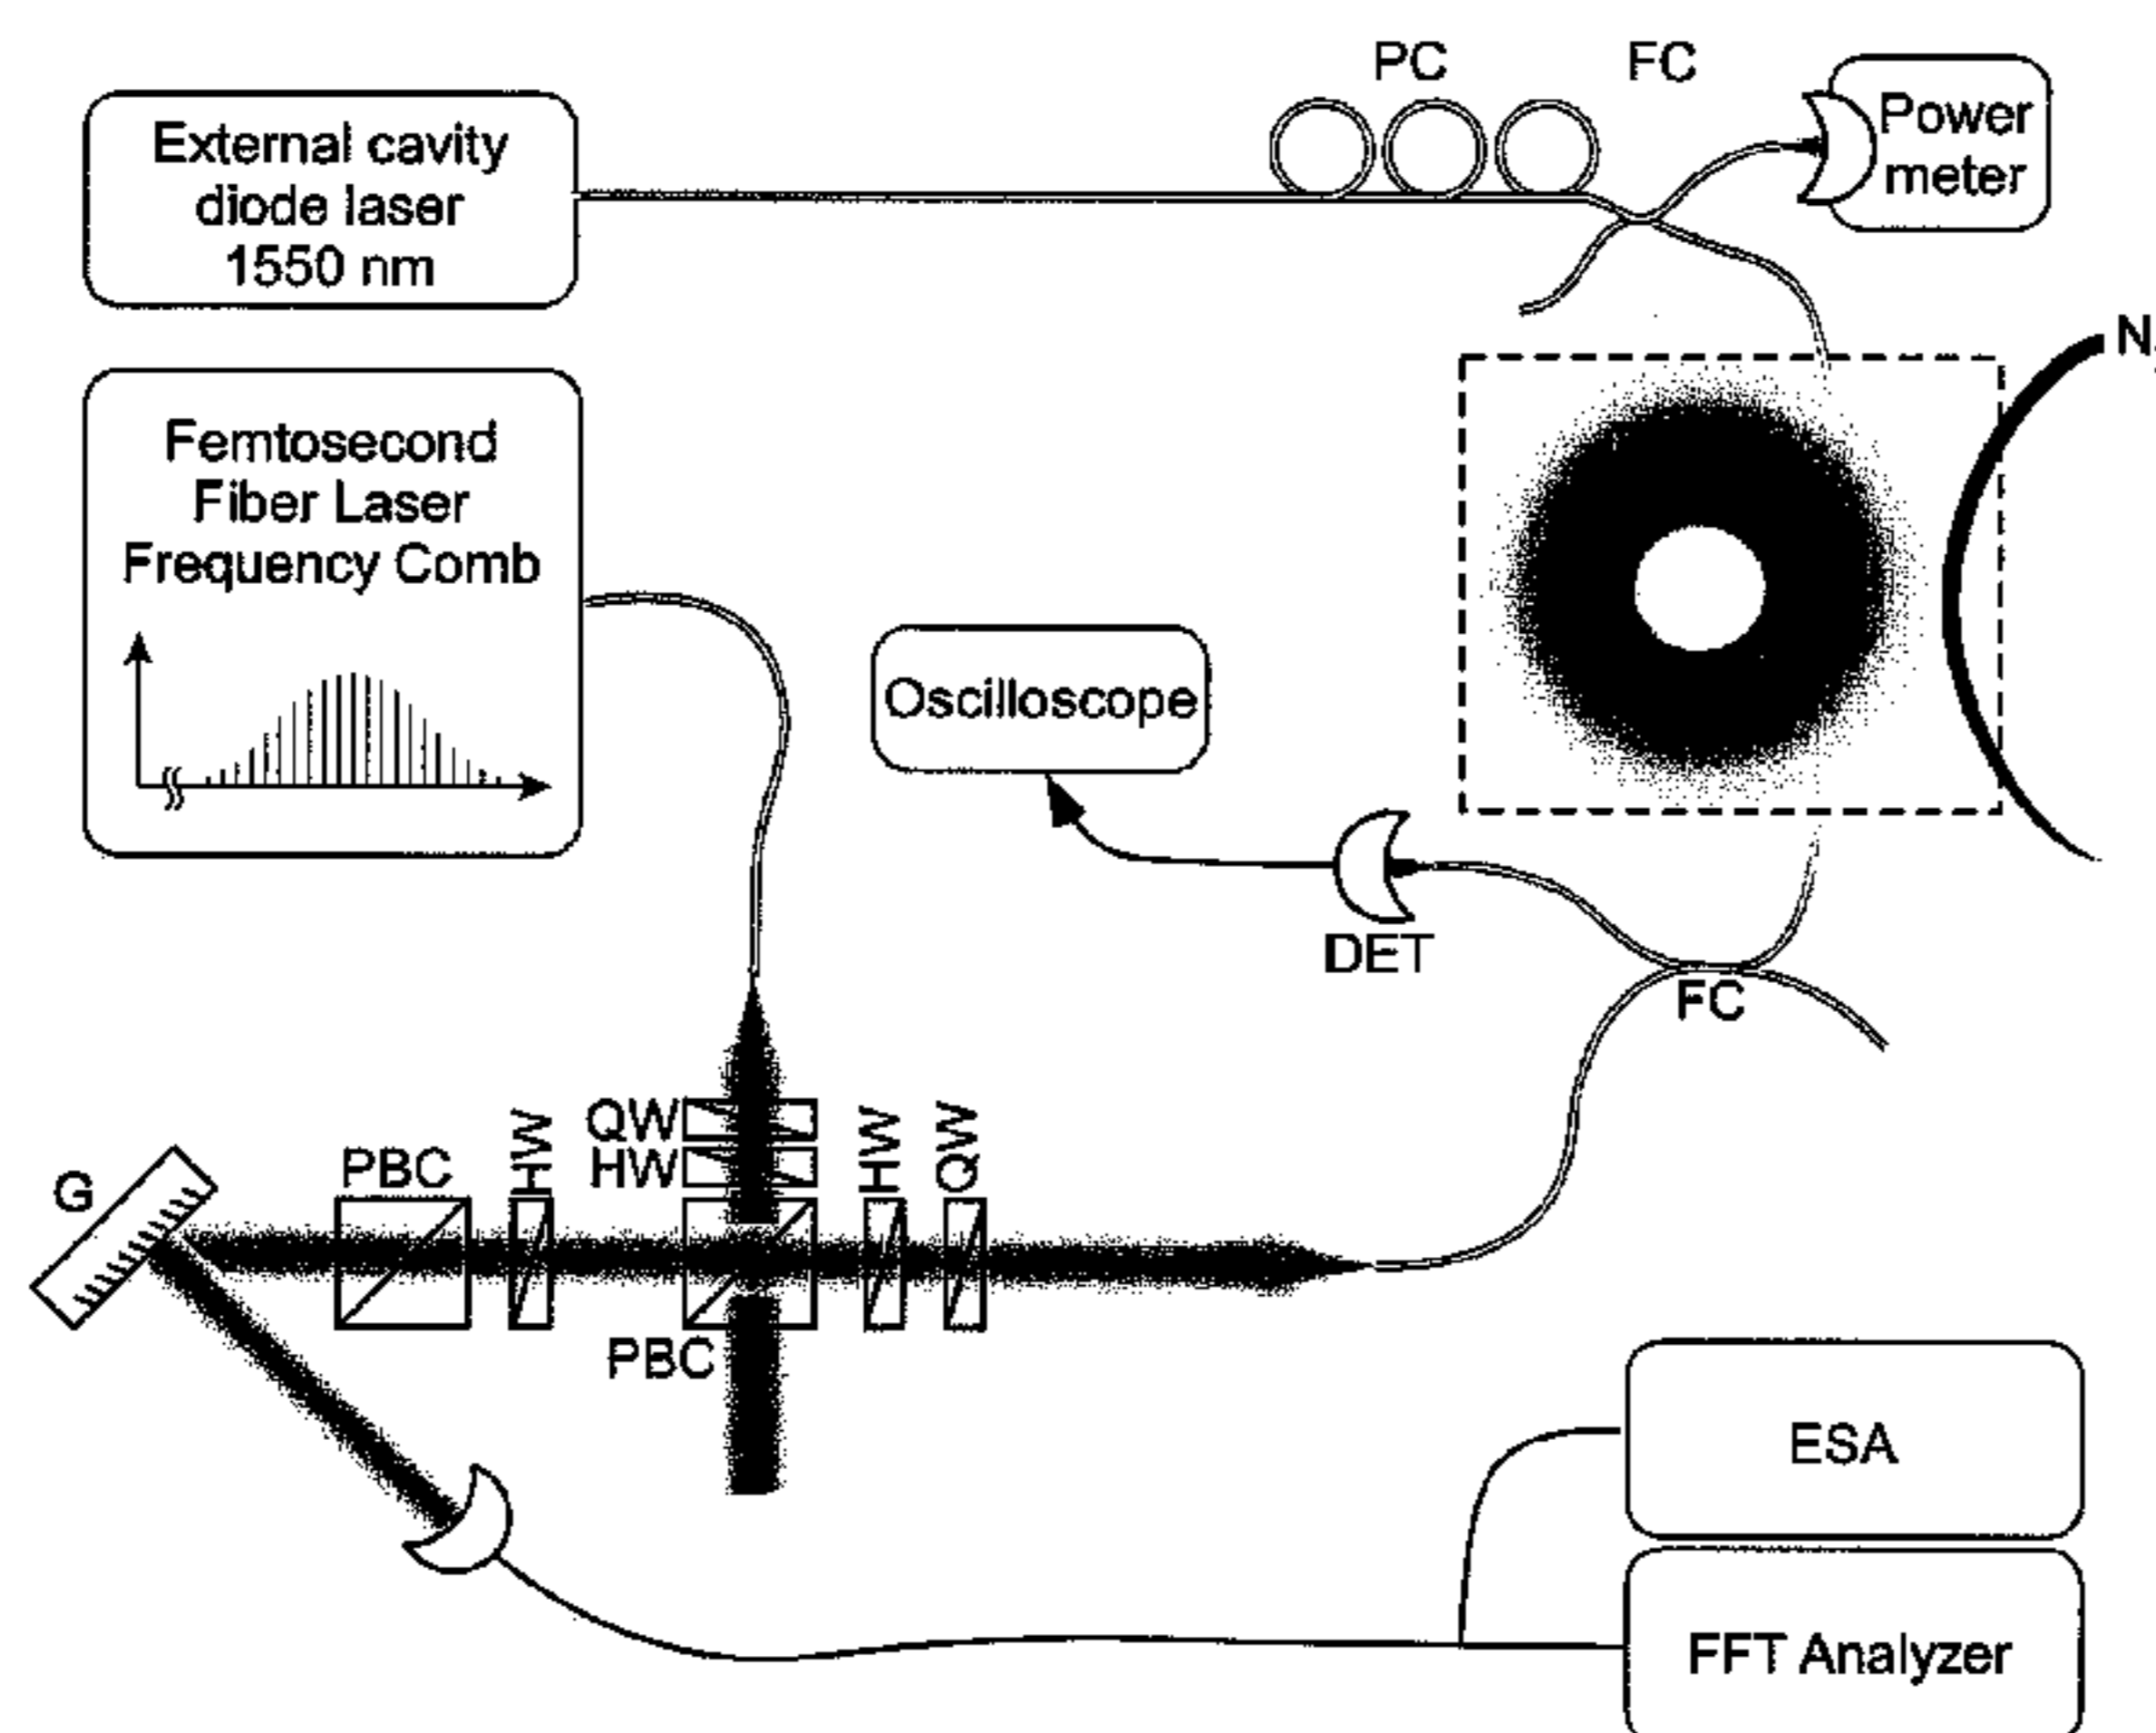 PC
FC
External cavity
diode laser
1550 nm
Power
meter
N
Femtosecond
Fiber Laser
Frequency Comb
Oscilloscope
DET
FC
QW
HW
HW
HW
QW
G
PBC
PBC
ESA
FFT Analyzer